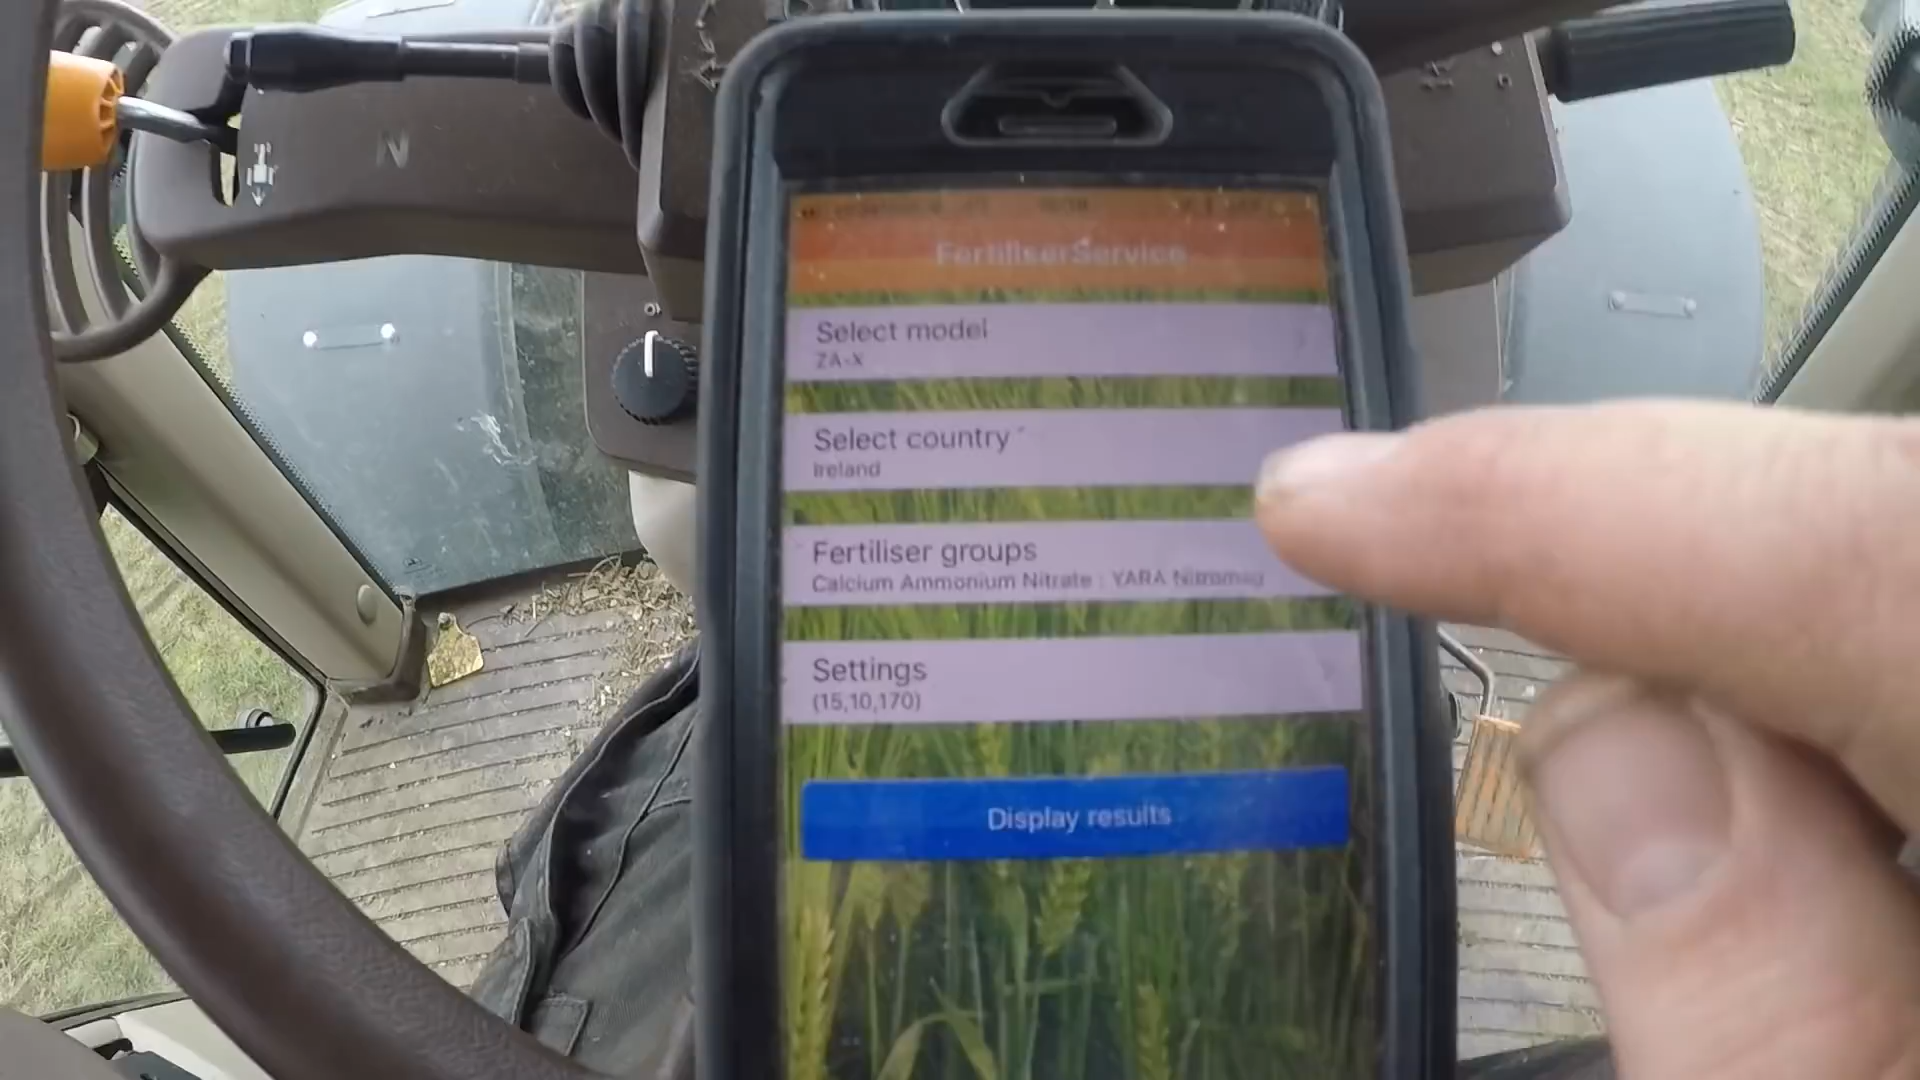 FertiliserService
Select model
ZA-X
Select country
Ireland
Fertiliser groups
Calcium Ammonium Nitrate : YARA Nitromag
Settings
(15,10,170)
Display results
N